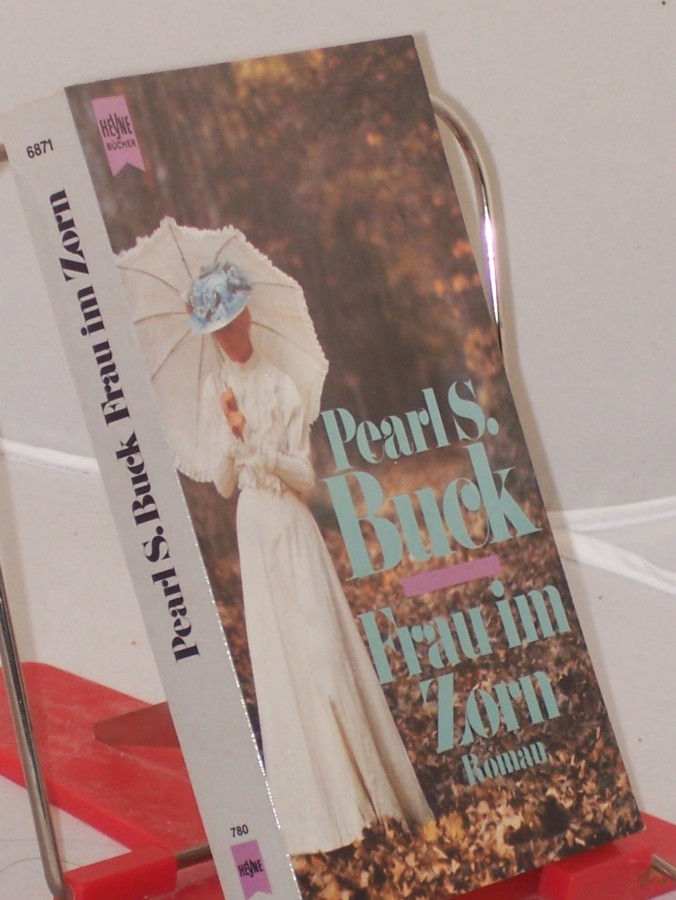 6871
Pearl S. Buck Frau im Zorn
780
HEYNE
HEYNE
BÜCHER
Pearl S.
Buck
Frau im
Zorn
Roman